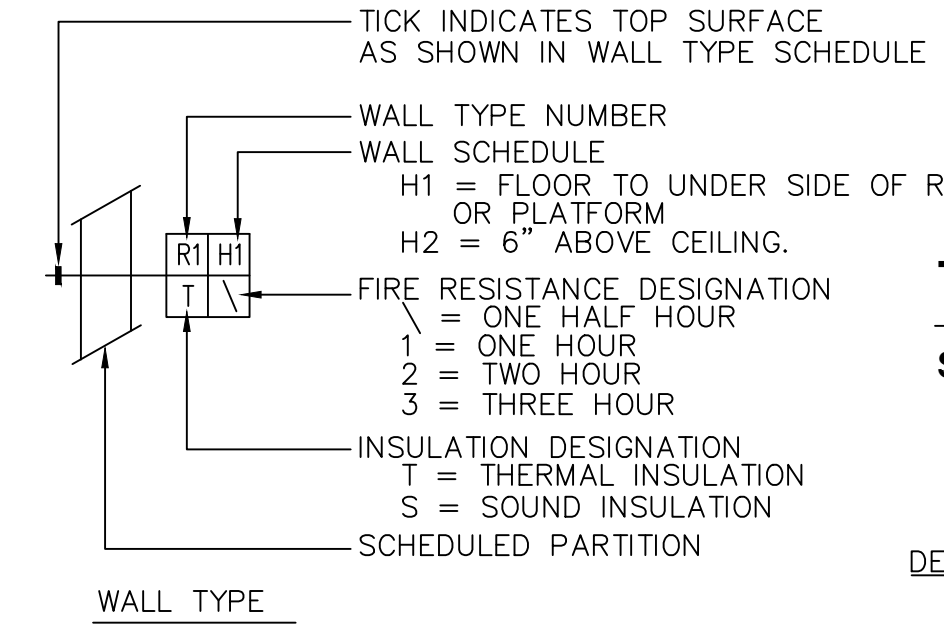 TICK INDICATES TOP SURFACE
AS SHOWN IN WALL TYPE SCHEDULE
WALL TYPE NUMBER
WALL SCHEDULE
H1 = FLOOR TO UNDER SIDE OF R
OR PLATFORM
H2 = 6" ABOVE CEILING.
R1 H1
T \
FIRE RESISTANCE DESIGNATION
\ = ONE HALF HOUR
1 = ONE HOUR
2 = TWO HOUR
3 = THREE HOUR
INSULATION DESIGNATION
T = THERMAL INSULATION
S = SOUND INSULATION
SCHEDULED PARTITION
DE
WALL TYPE